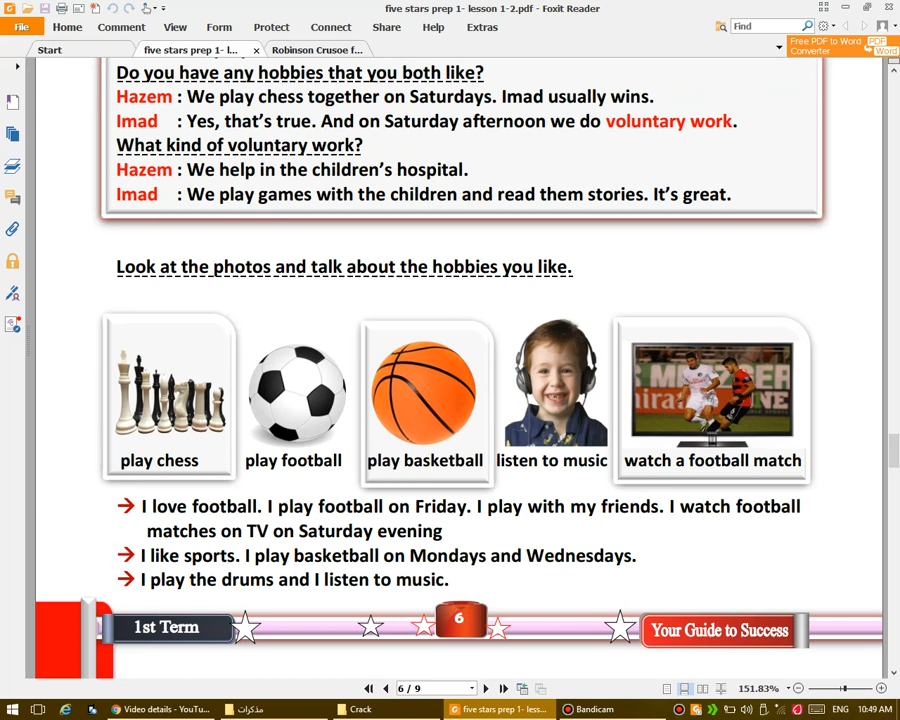 five stars prep 1- lesson 1-2.pdf - Foxit Reader
File Home Comment View Form Protect Connect Share Help Extras
Find
Start five stars prep 1- l... Robinson Crusoe f...
Free PDF to Word Converter
PDF Word
Do you have any hobbies that you both like?
Hazem : We play chess together on Saturdays. Imad usually wins.
Imad : Yes, that's true. And on Saturday afternoon we do voluntary work.
What kind of voluntary work?
Hazem : We help in the children's hospital.
Imad : We play games with the children and read them stories. It's great.
Look at the photos and talk about the hobbies you like.
play chess play football play basketball listen to music watch a football match
I love football. I play football on Friday. I play with my friends. I watch football
matches on TV on Saturday evening
I like sports. I play basketball on Mondays and Wednesdays.
I play the drums and I listen to music.
1st Term 6 Your Guide to Success
6 / 9 151.83%
Video details - YouT... مذكرات Crack five stars prep 1- less... Bandicam ENG 10:49 AM